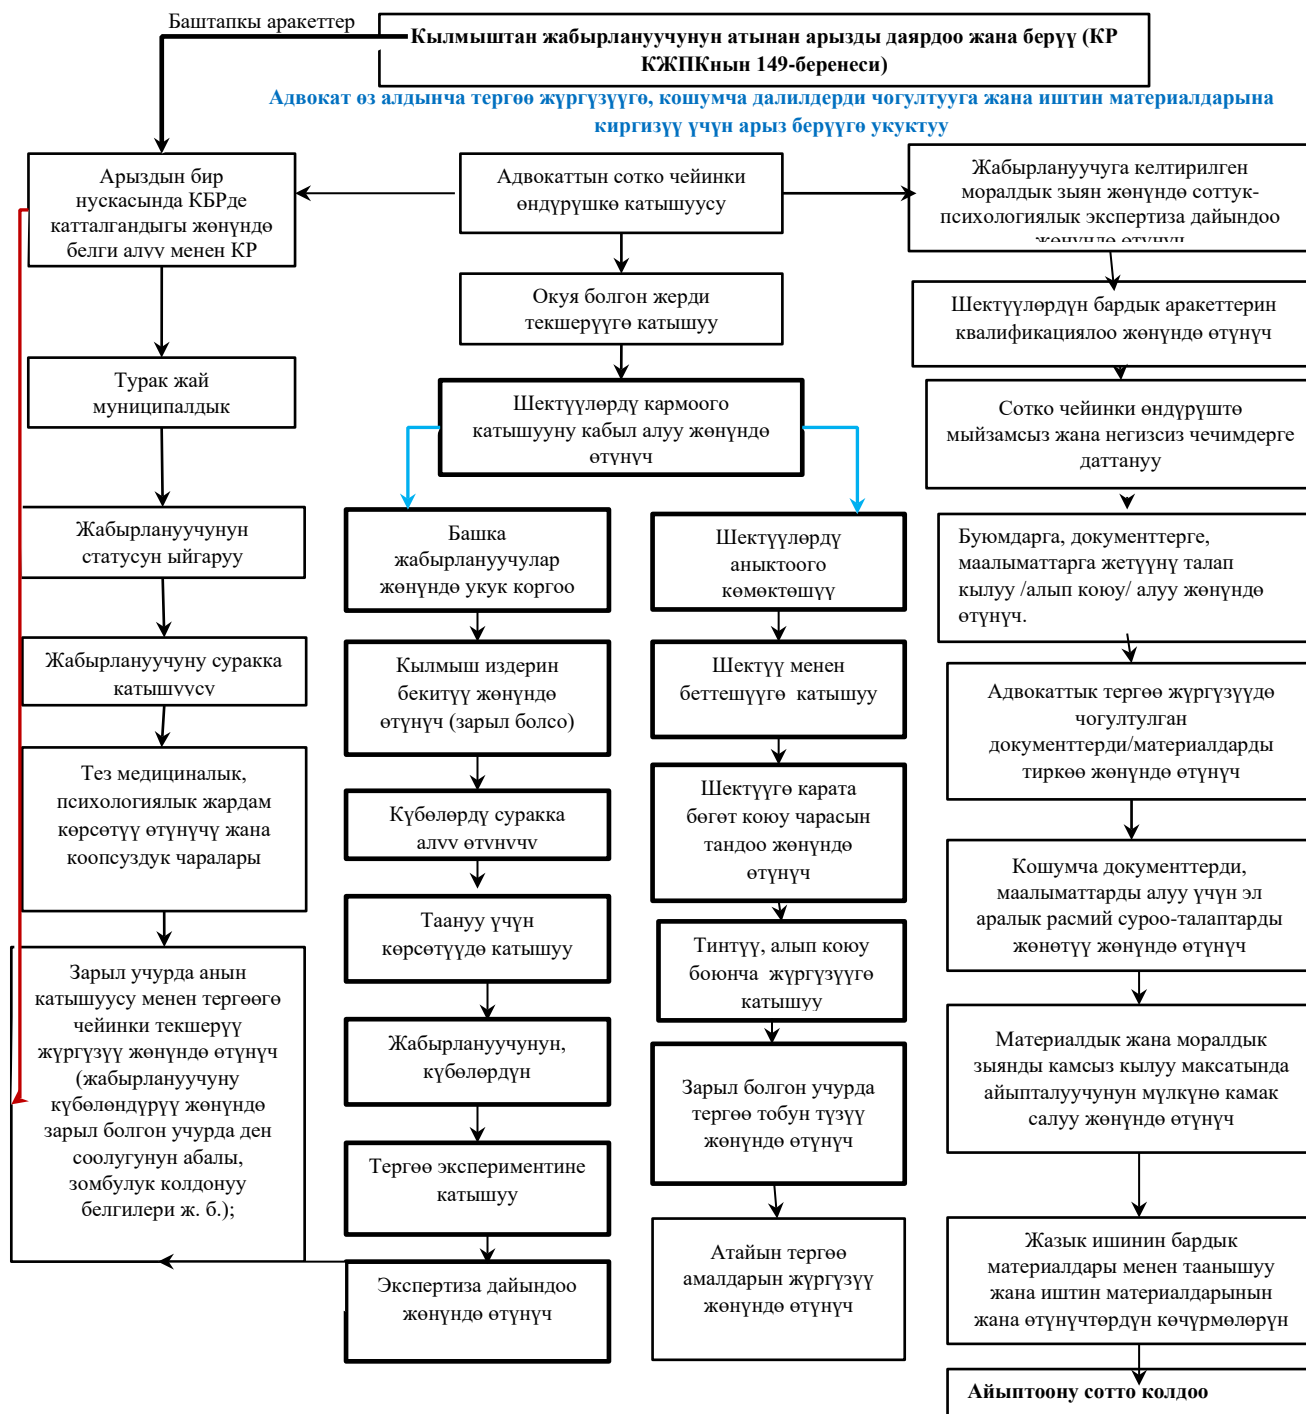 Баштапкы аракеттер
Кылмыштан жабырлануучунун атынан арызды даярдоо жана берүү (КР
КЖПКнын 149-беренеси)
Адвокат өз алдынча тергөө жүргүзүүгө, кошумча далилдерди чогултууга жана иштин материалдарына
киргизүү үчүн арыз берүүгө укуктуу
Арыздын бир
нускасында КБРде
катталгандыгы жөнүндө
белги алуу менен КР
Турак жай
муниципалдык
Жабырлануучунун
статусун ыйгаруу
Жабырлануучуну суракка
катышуусу
Тез медициналык,
психологиялык жардам
көрсөтүү өтүнүчү жана
коопсуздук чаралары
Зарыл учурда анын
катышуусу менен тергөөгө
чейинки текшерүү
жүргүзүү жөнүндө өтүнүч
(жабырлануучуну
күбөлөндүрүү жөнүндө
зарыл болгон учурда ден
соолугунун абалы,
зомбулук колдонуу
белгилери ж. б.);
Адвокаттын сотко чейинки
өндүрүшкө катышуусу
Окуя болгон жерди
текшерүүгө катышуу
Шектүүлөрдү кармоого
катышууну кабыл алуу жөнүндө
өтүнүч
Башка
жабырлануучулар
жөнүндө укук коргоо
Кылмыш издерин
бекитүү жөнүндө
өтүнүч (зарыл болсо)
Күбөлөрдү суракка
алуу өтүнүчү
Таануу үчүн
көрсөтүүдө катышуу
Жабырлануучунун,
күбөлөрдүн
Тергөө экспериментине
катышуу
Экспертиза дайындоо
жөнүндө өтүнүч
Шектүүлөрдү
аныктоого
көмөктөшүү
Шектүү менен
беттешүүгө катышуу
Шектүүгө карата
бөгөт коюу чарасын
тандоо жөнүндө
өтүнүч
Тинтүү, алып коюу
боюнча жүргүзүүгө
катышуу
Зарыл болгон учурда
тергөө тобун түзүү
жөнүндө өтүнүч
Атайын тергөө
амалдарын жүргүзүү
жөнүндө өтүнүч
Жабырлануучуга келтирилген
моралдык зыян жөнүндө соттук-
психологиялык экспертиза дайындоо
жөнүндө өтүнүч
Шектүүлөрдүн бардык аракеттерин
квалификациялоо жөнүндө өтүнүч
Сотко чейинки өндүрүштө
мыйзамсыз жана негизсиз чечимдерге
даттануу
Буюмдарга, документтерге,
маалыматтарга жетүүнү талап
кылуу /алып коюу/ алуу жөнүндө
өтүнүч.
Адвокаттык тергөө жүргүзүүдө
чогултулган
документтерди/материалдарды
тиркөө жөнүндө өтүнүч
Кошумча документтерди,
маалыматтарды алуу үчүн эл
аралык расмий суроо-талаптарды
жөнөтүү жөнүндө өтүнүч
Материалдык жана моралдык
зыянды камсыз кылуу максатында
айыпталуучунун мүлкүнө камак
салуу жөнүндө өтүнүч
Жазык ишинин бардык
материалдары менен таанышуу
жана иштин материалдарынын
жана өтүнүчтөрдүн көчүрмөлөрүн
Айыптоону сотто колдоо